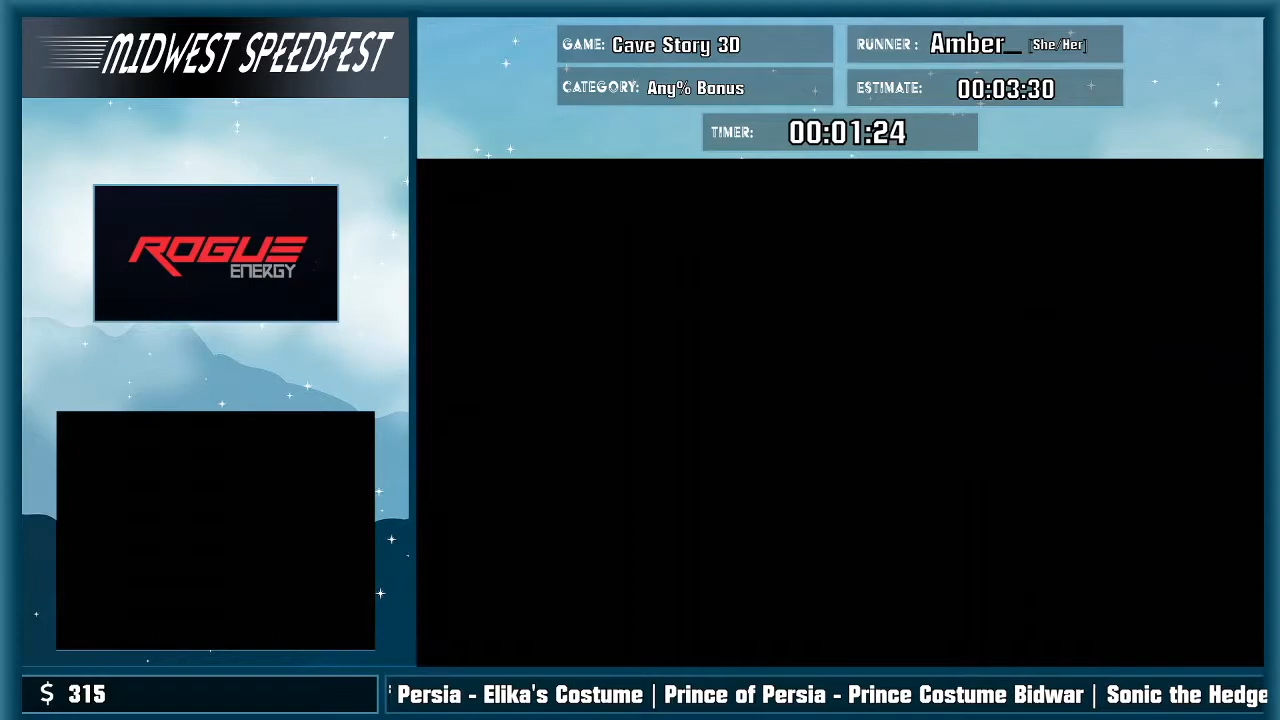 MIDWEST SPEEDFEST
GAME: Cave Story 3D
RUNNER: Amber_ [She/Her]
CATEGORY: Any% Bonus
ESTIMATE: 00:03:30
TIMER: 00:01:24
ROGUE
ENERGY
$ 315
Persia - Elika's Costume | Prince of Persia - Prince Costume Bidwar | Sonic the Hedge